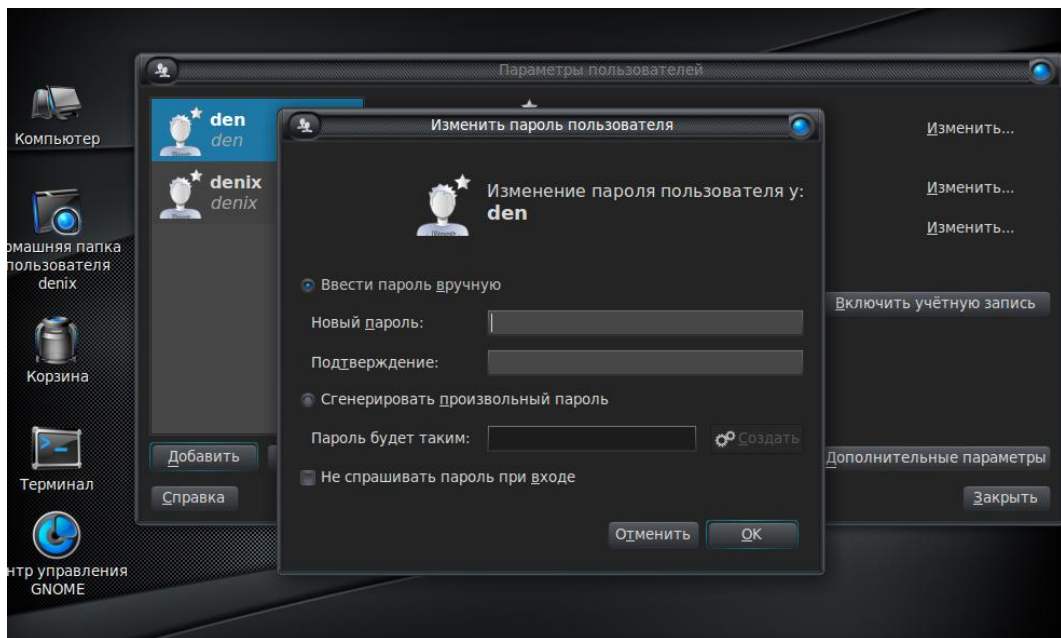 Параметры пользователей
Компьютер
омашняя папка
пользователя
denix
Корзина
Терминал
нтр управления
GNOME
den
den
denix
denix
Изменить...
Изменить...
Изменить...
Включить учётную запись
Добавить
Дополнительные параметры
Справка
Закрыть
Изменить пароль пользователя
Изменение пароля пользователя у:
den
Ввести пароль вручную
Новый пароль:
Подтверждение:
Сгенерировать произвольный пароль
Пароль будет таким:
Создать
Не спрашивать пароль при входе
Отменить
OK